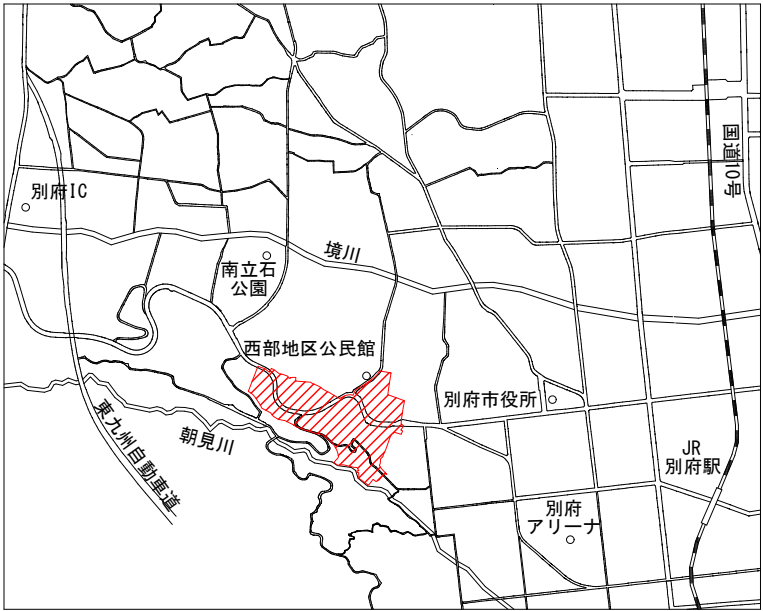 国道10号
別府IC
境川
南立石
公園
西部地区公民館
別府市役所
東九州自動車道
朝見川
JR
別府駅
別府
アリーナ